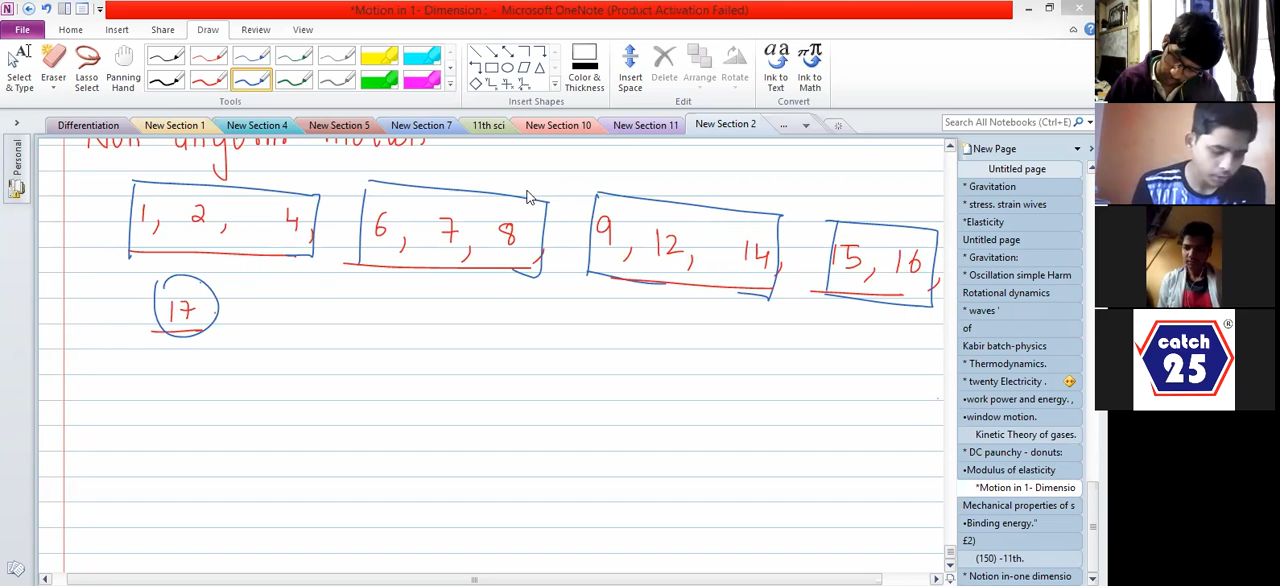 *Motion in 1- Dimension ; - Microsoft OneNote (Product Activation Failed)
File Home Insert Share Draw Review View
Select & Type
Eraser
Lasso Select
Panning Hand
Color & Thickness
Insert Space
Delete
Arrange
Rotate
Ink to Text
Ink to Math
Tools Insert Shapes Edit Convert
Differentiation New Section 1 New Section 4 New Section 5 New Section 7 11th sci New Section 10 New Section 11 New Section 2 ...
Search All Notebooks (Ctrl+E)
Personal
1, 2, 4, 6, 7, 8, 9, 12, 14, 15, 16,
17
New Page
Untitled page
* Gravitation
* stress. strain wives
*Elasticity
Untitled page
* Gravitation:
* Oscillation simple Harm
Rotational dynamics
* waves '
of
Kabir batch-physics
* Thermodynamics.
* twenty Electricity .
•work power and energy. ,
•window motion.
Kinetic Theory of gases.
* DC paunchy - donuts:
•Modulus of elasticity
*Motion in 1- Dimensio
Mechanical properties of s
•Binding energy."
£2)
(150) -11th.
* Notion in-one dimensio
catch
25
®